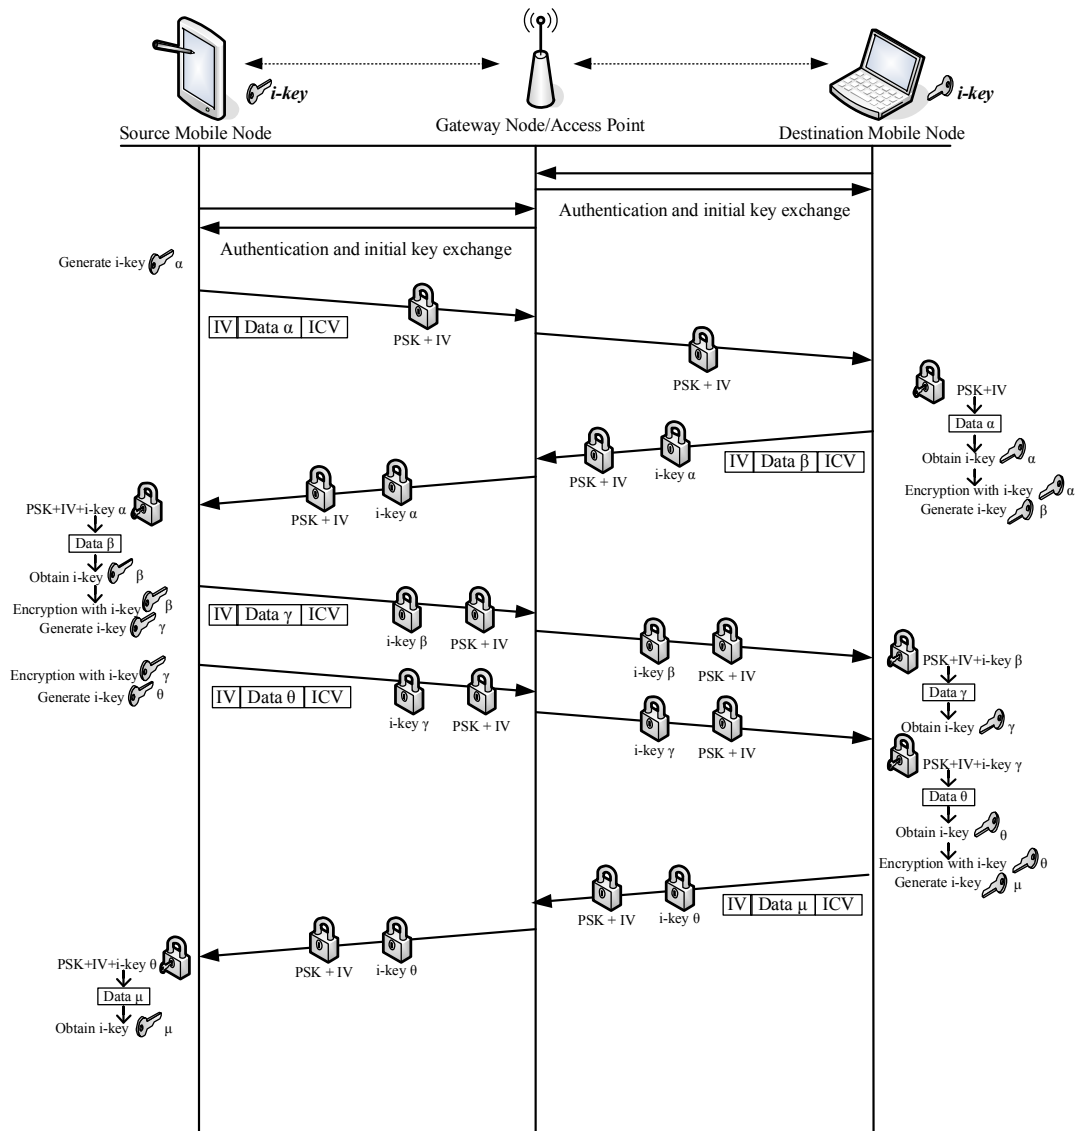 i-key
i-key
Source Mobile Node
Gateway Node/Access Point
Destination Mobile Node
Authentication and initial key exchange
Authentication and initial key exchange
Generate i-key α
IV Data α ICV
PSK + IV
PSK + IV
PSK+IV
Data α
Obtain i-key α
Encryption with i-key α
Generate i-key β
IV Data β ICV
i-key α
PSK + IV
i-key α
PSK + IV
PSK+IV+i-key α
Data β
Obtain i-key β
Encryption with i-key β
Generate i-key γ
IV Data γ ICV
i-key β
PSK + IV
i-key β
PSK + IV
PSK+IV+i-key β
Data γ
Obtain i-key γ
Encryption with i-key γ
Generate i-key θ
IV Data θ ICV
i-key γ
PSK + IV
i-key γ
PSK + IV
PSK+IV+i-key γ
Data θ
Obtain i-key θ
Encryption with i-key θ
Generate i-key μ
IV Data μ ICV
i-key θ
PSK + IV
i-key θ
PSK + IV
PSK+IV+i-key θ
Data μ
Obtain i-key μ